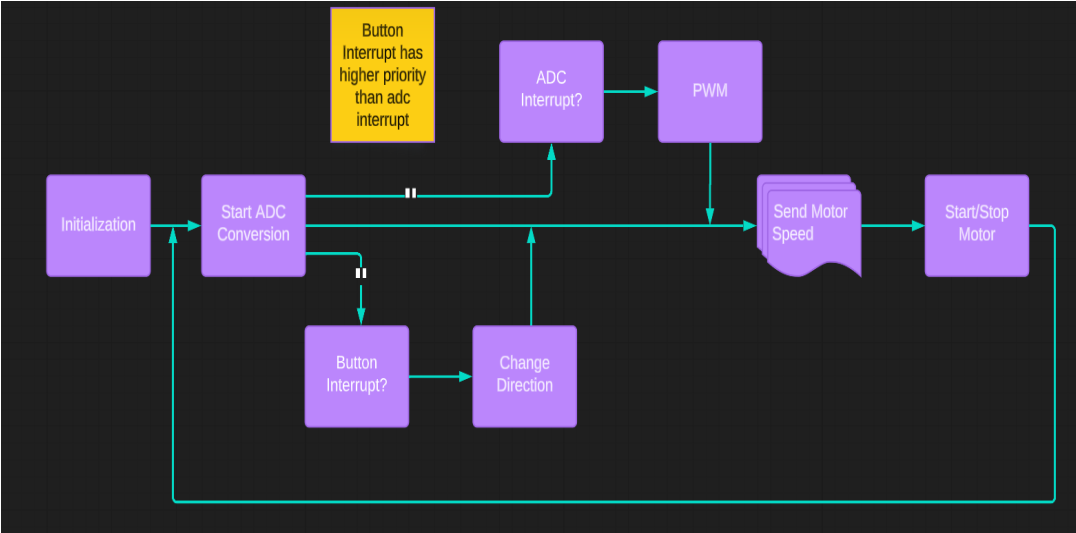 Button
Interrupt has
higher priority
than adc
interrupt
ADC
Interrupt?
PWM
Initialization
Start ADC
Conversion
Send Motor
Speed
Start/Stop
Motor
Button
Interrupt?
Change
Direction